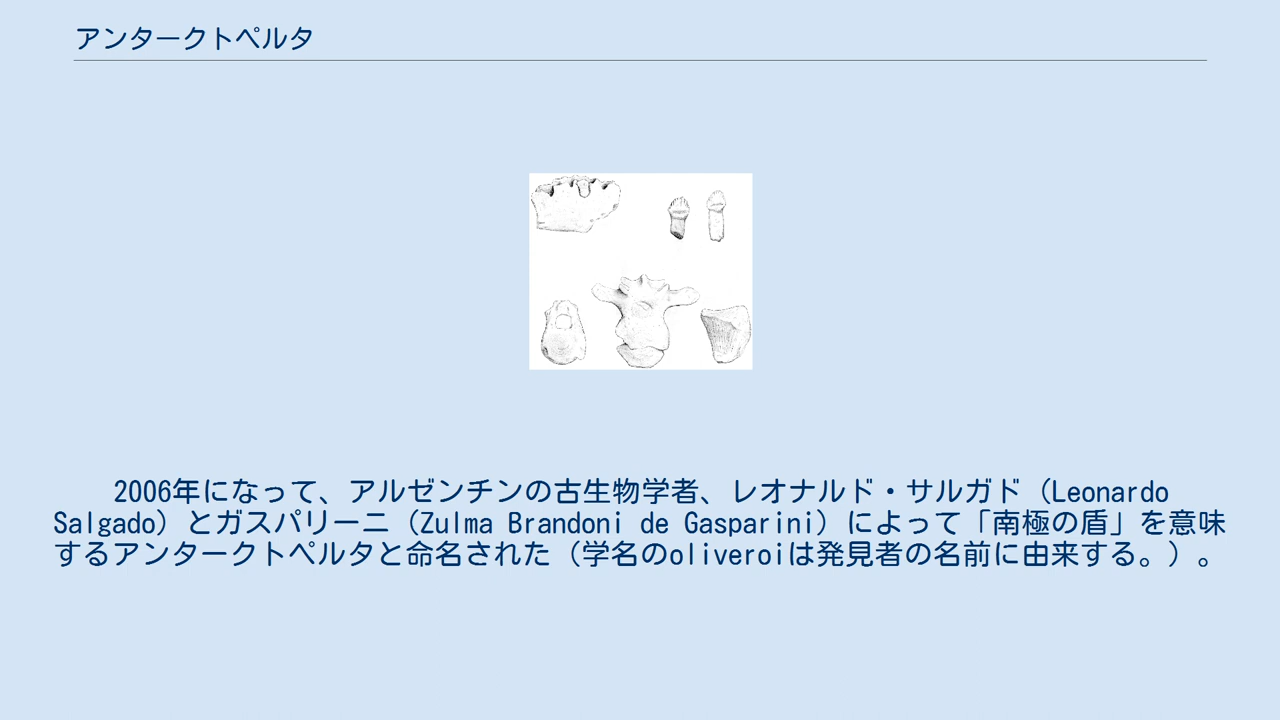 アンタークトペルタ
2006年になって、アルゼンチンの古生物学者、レオナルド・サルガド（Leonardo
Salgado）とガスパリーニ（Zulma Brandoni de Gasparini）によって「南極の盾」を意味
するアンタークトペルタと命名された（学名のoliveroiは発見者の名前に由来する。）。